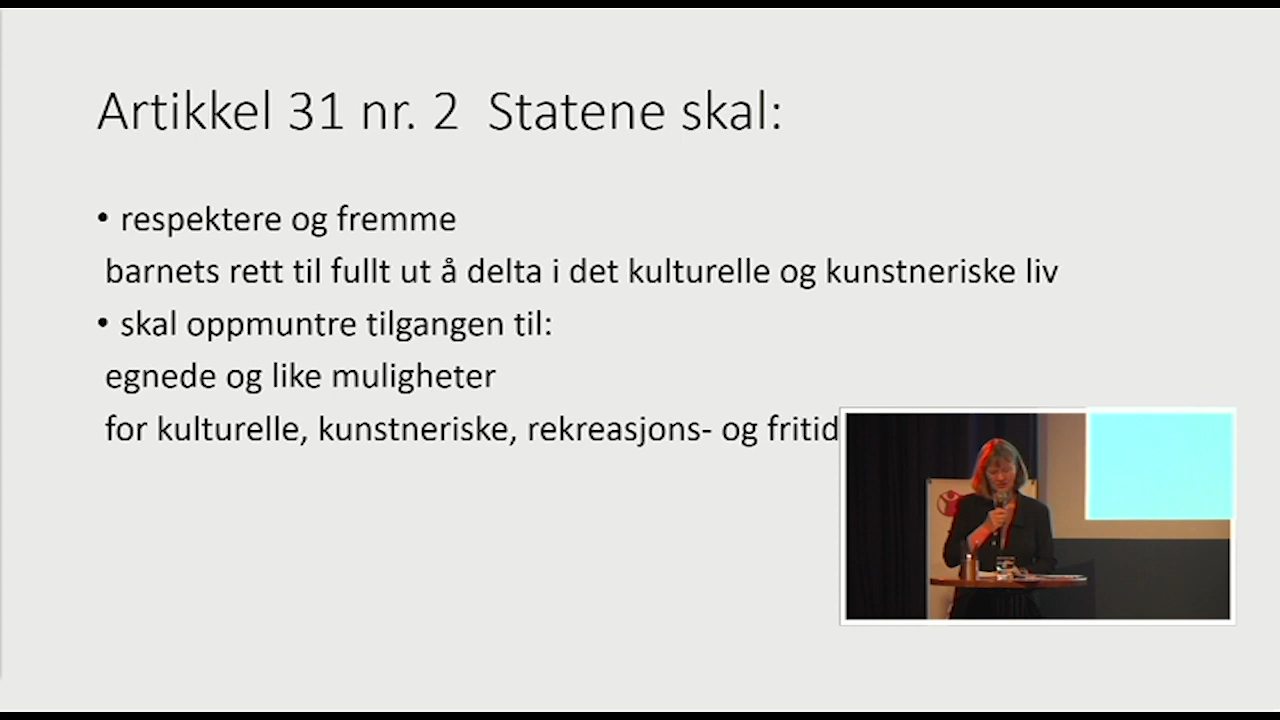 Artikkel 31 nr. 2  Statene skal:
• respektere og fremme
barnets rett til fullt ut å delta i det kulturelle og kunstneriske liv
• skal oppmuntre tilgangen til:
egnede og like muligheter
for kulturelle, kunstneriske, rekreasjons- og fritid